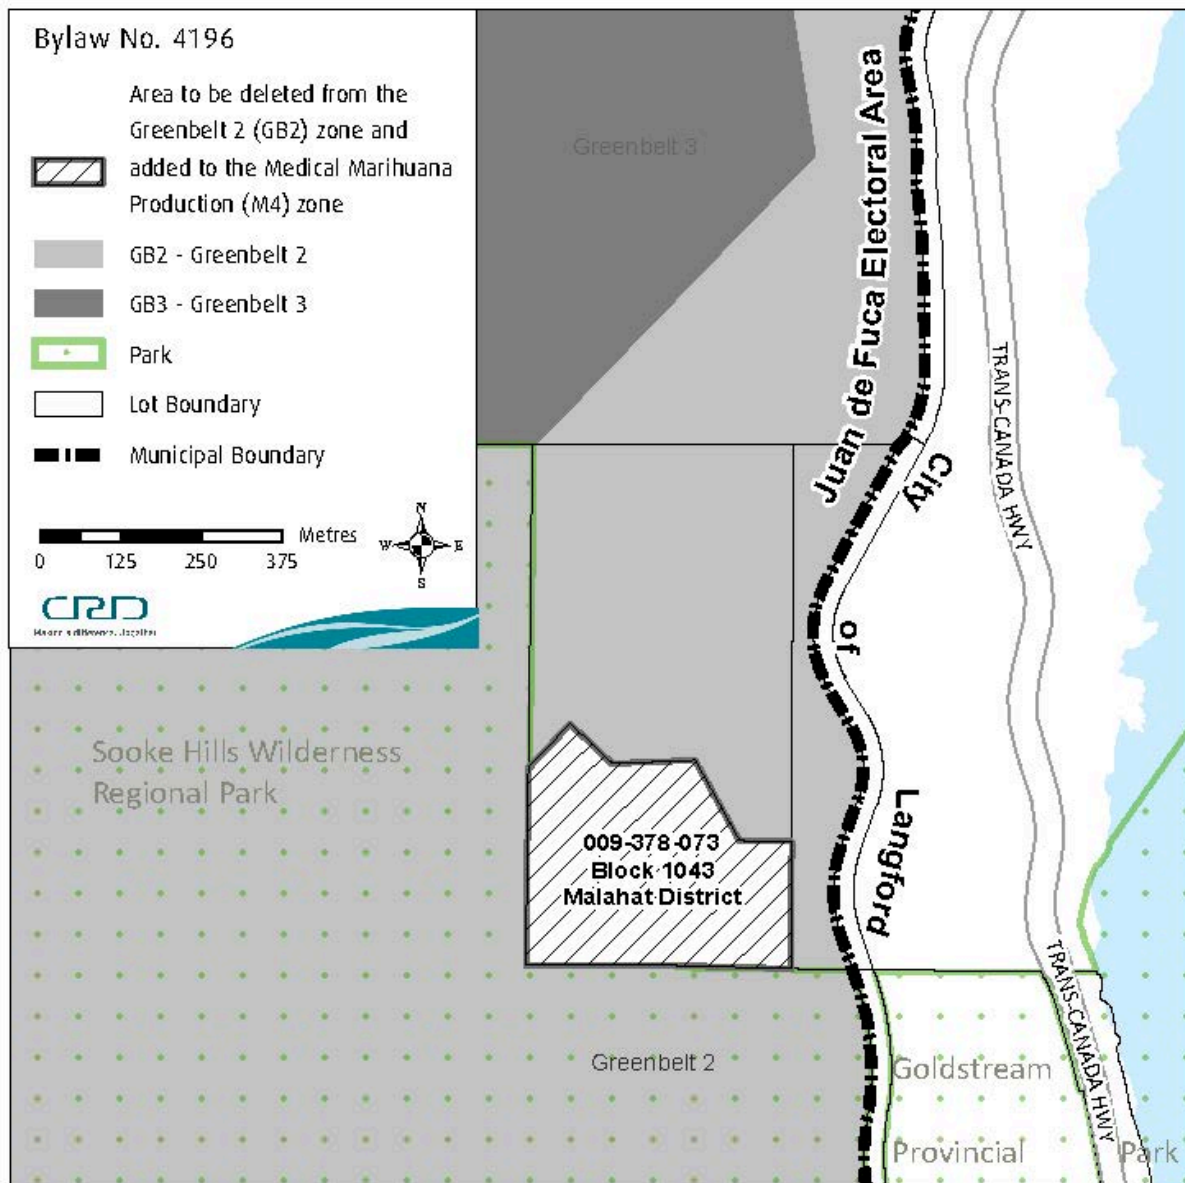 Bylaw No. 4196
Area to be deleted from the
Greenbelt 2 (GB2) zone and
added to the Medical Marihuana
Production (M4) zone
GB2 - Greenbelt 2
GB3 - Greenbelt 3
Park
Lot Boundary
Municipal Boundary
Metres
0 125 250 375
N
W E
S
CRD
Making a difference...together
Greenbelt 3
Juan de Fuca Electoral Area
City
of
Langford
TRANS-CANADA HWY
Sooke Hills Wilderness
Regional Park
009-378-073
Block 1043
Malahat District
Greenbelt 2
TRANS-CANADA HWY
Goldstream
Provincial Park